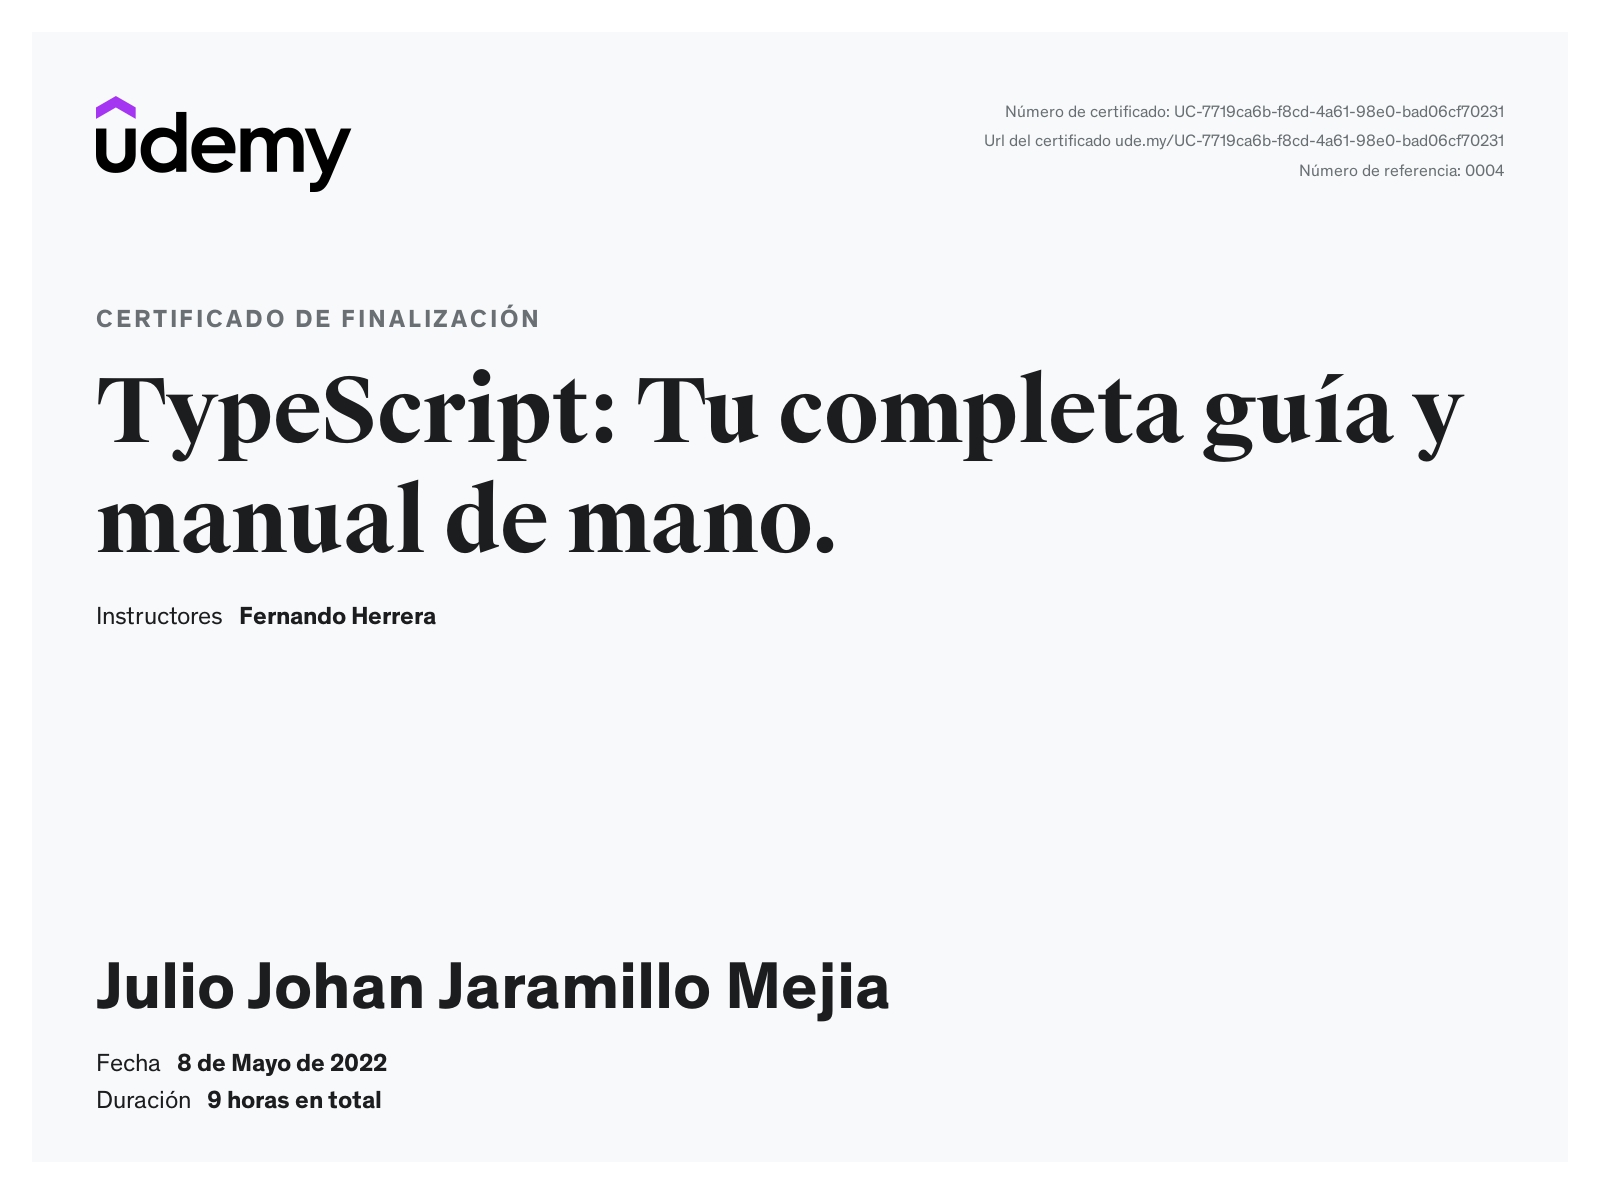 udemy
Número de certificado: UC-7719ca6b-f8cd-4a61-98e0-bad06cf70231
Url del certificado ude.my/UC-7719ca6b-f8cd-4a61-98e0-bad06cf70231
Número de referencia: 0004
CERTIFICADO DE FINALIZACIÓN
TypeScript: Tu completa guía y
manual de mano.
Instructores Fernando Herrera
Julio Johan Jaramillo Mejia
Fecha 8 de Mayo de 2022
Duración 9 horas en total